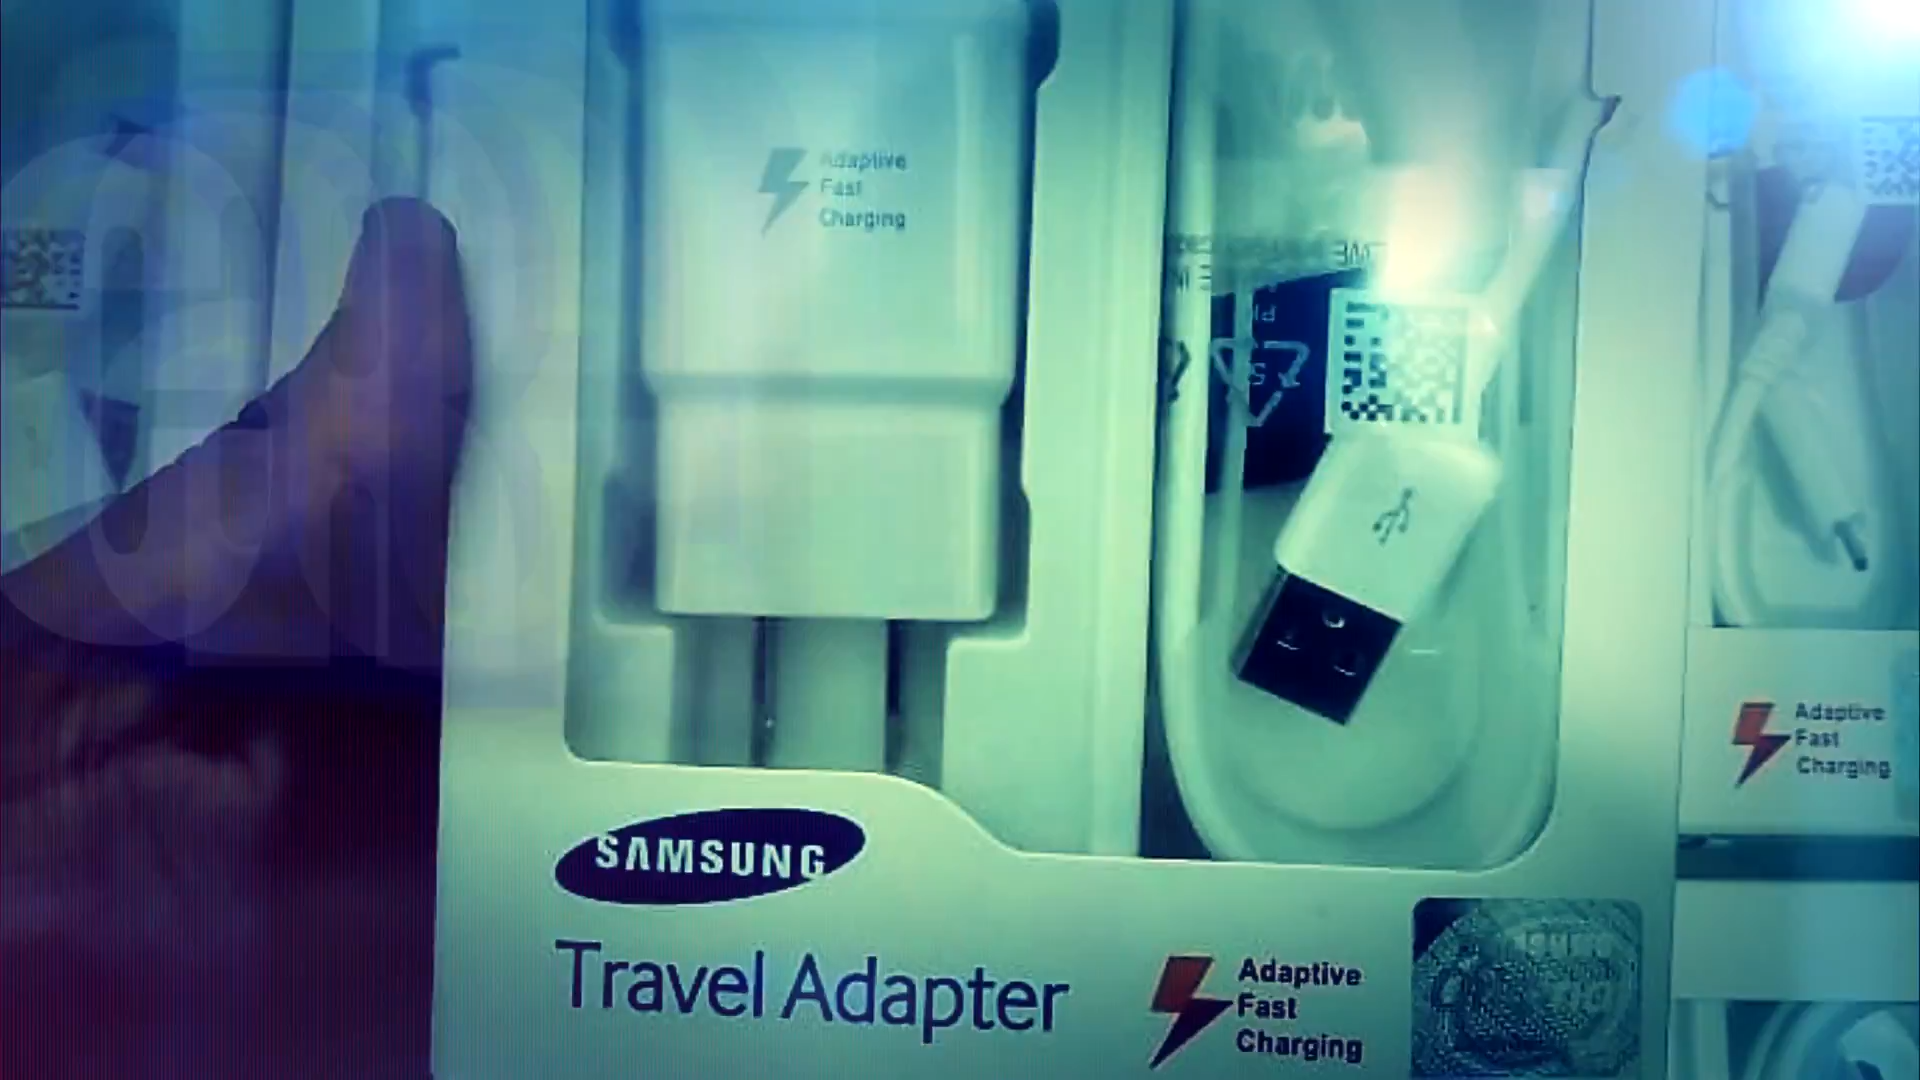 Adaptive
Fast
Charging
SAMSUNG
Travel Adapter
Adaptive
Fast
Charging
Adaptive
Fast
Charging